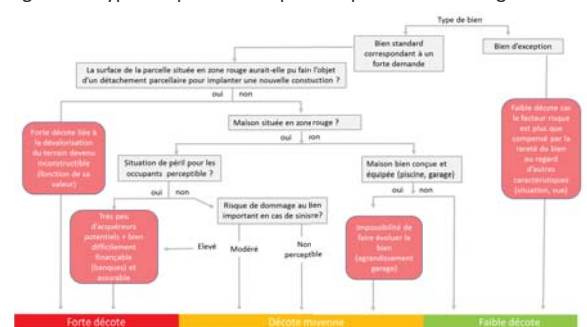 Type de bien
Bien standard
correspondant à un
forte demande
Bien d'exception
La surface de la parcelle située en zone rouge aurait-elle pu fain l'objet
d'un détachement parcellaire pour implanter une nouvelle constuction ?
oui non
Forte décote liée à
la dévalorisation
du terrain devenu
inconstructible
(fonction de sa
valeur)
Maison située en zone rouge ?
oui non
Faible décote car
le facteur risque
est plus que
compensé par la
rareté du bien
au regard
d'autres
caractéristiques
(situation, vue)
Situation de péril pour les
occupants perceptible ?
oui non
Maison bien conçue et
équipée (piscine, garage)
oui non
Très peu
d'acquéreurs
potentiels + bien
difficilement
finançable
(banques) et
assurable
Risque de dommage au bien
important en cas de sinisre?
Elevé
Modéré
Non
perceptible
Impossibilité de
faire évoluer le
bien
(agrandissement
garage)
Forte décote
Décote moyenne
Faible décote